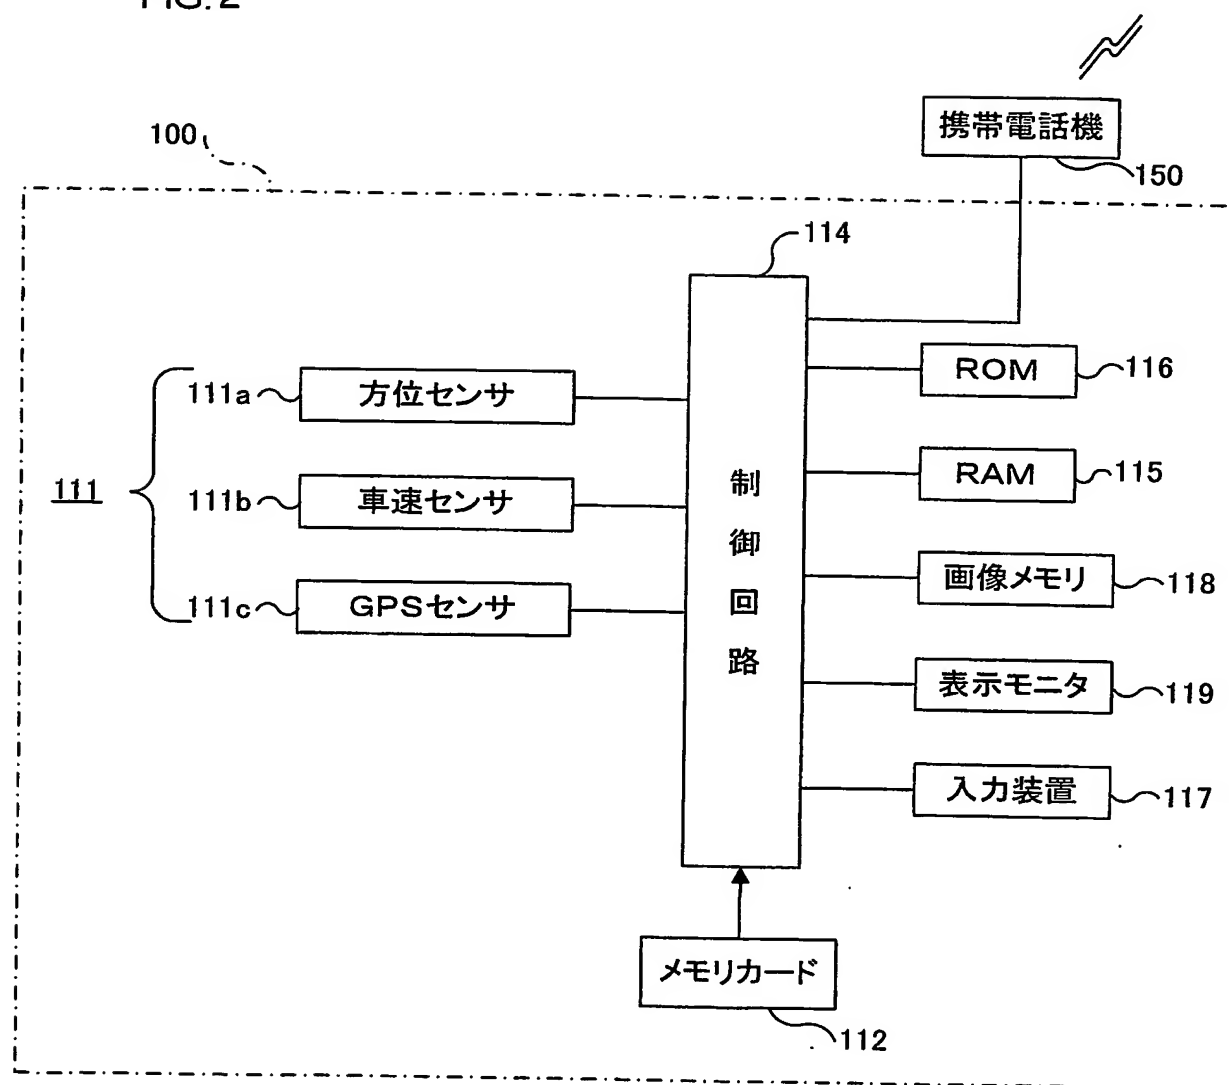 FIG. 2
携帯電話機
100
150
114
111a
方位センサ
ROM
116
111
111b
車速センサ
RAM
115
制御回路
画像メモリ
118
111c
GPSセンサ
表示モニタ
119
入力装置
117
メモリカード
112